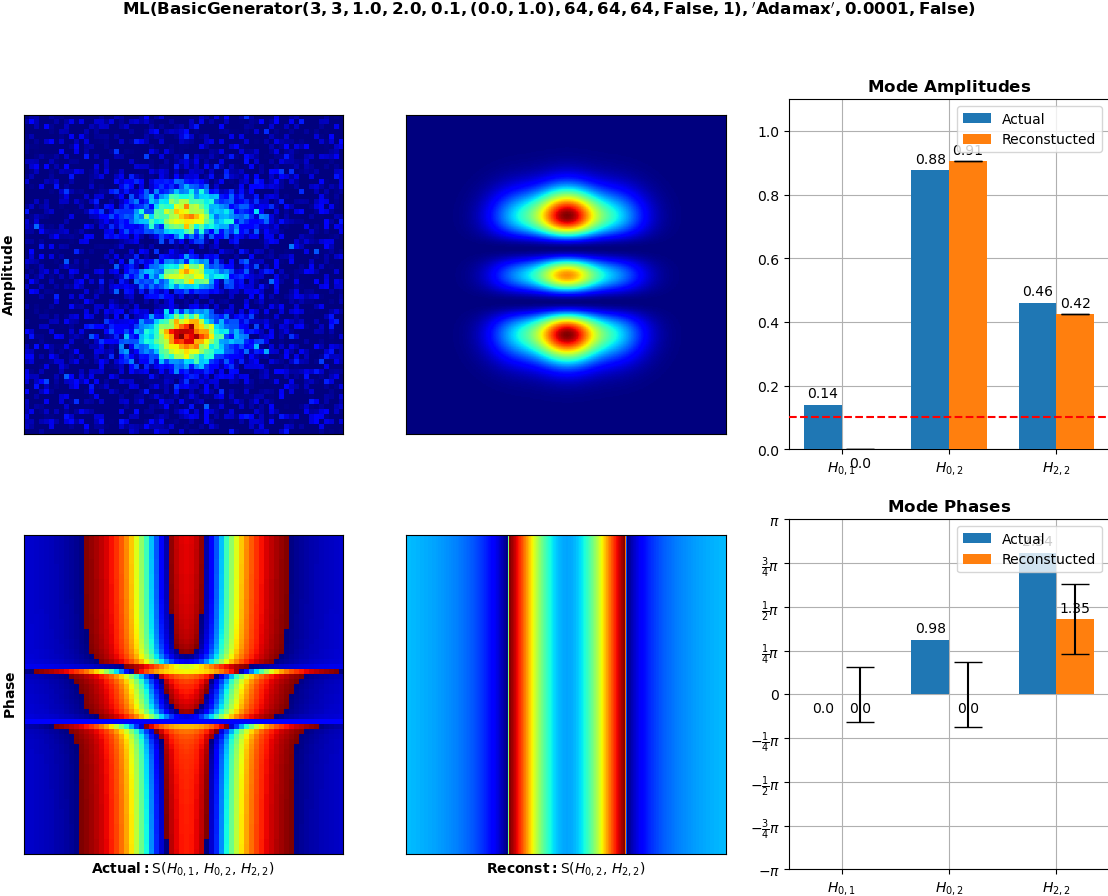 ML(BasicGenerator(3, 3, 1.0, 2.0, 0.1, (0.0, 1.0), 64, 64, 64, False, 1), ′Adamax′, 0.0001, False)
Amplitude
Mode Amplitudes
Actual
Reconstucted
1.0
0.8
0.6
0.4
0.2
0.0
0.14
0.0
0.88
0.91
0.46
0.42
H0,1
H0,2
H2,2
Phase
Actual: S(H0,1, H0,2, H2,2)
Reconst: S(H0,2, H2,2)
Mode Phases
Actual
Reconstucted
π
3/4π
1/2π
1/4π
0
−1/4π
−1/2π
−3/4π
−π
0.0
0.0
0.98
0.0
1.35
H0,1
H0,2
H2,2